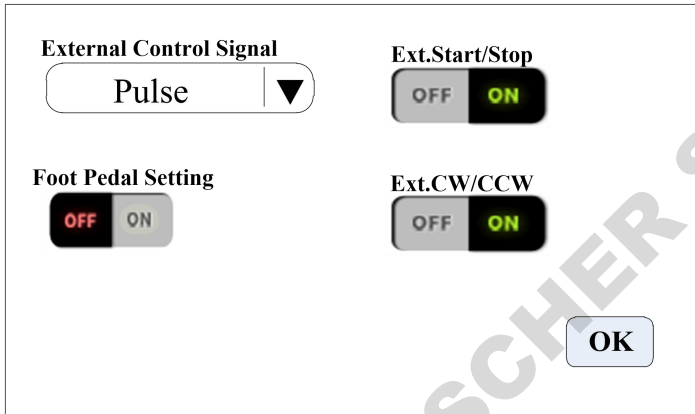 External Control Signal
Pulse
Ext.Start/Stop
OFF ON
Foot Pedal Setting
OFF ON
Ext.CW/CCW
OFF ON
OK
SCHER